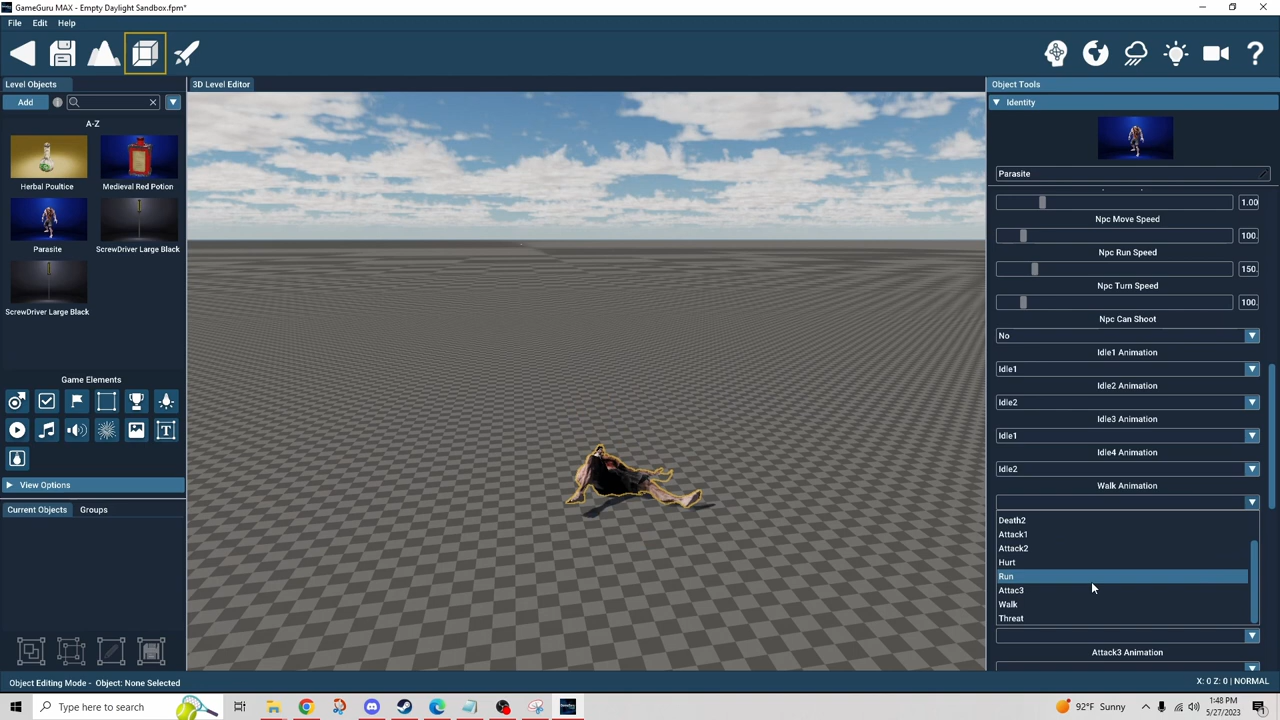 GameGuru MAX - Empty Daylight Sandbox.fpm*
File Edit Help
Level Objects
3D Level Editor
Object Tools
Add
Identity
A-Z
Herbal Poultice
Medieval Red Potion
Parasite
ScrewDriver Large Black
ScrewDriver Large Black
Parasite
1.00
Npc Move Speed
100.
Npc Run Speed
150.
Npc Turn Speed
100.
Npc Can Shoot
No
Idle1 Animation
Idle1
Idle2 Animation
Idle2
Idle3 Animation
Idle1
Idle4 Animation
Idle2
Walk Animation
Death2
Attack1
Attack2
Hurt
Run
Attac3
Walk
Threat
Attack3 Animation
Game Elements
View Options
Current Objects Groups
Object Editing Mode - Object: None Selected
X: 0 Z: 0 | NORMAL
Type here to search
92°F Sunny
1:48 PM
5/27/2023